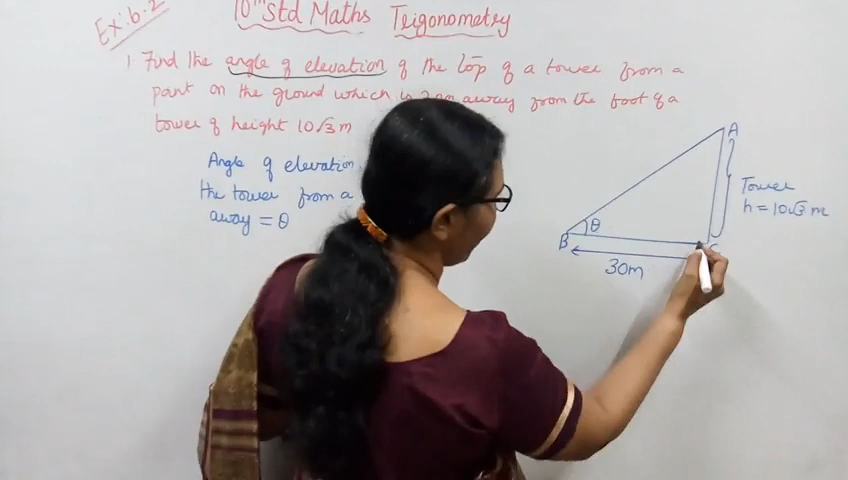 Ex:6.2
10th Std Maths Trigonometry
1. Find the angle of elevation of the top of a tower from a
point on the ground which is away from the foot of a
tower of height 10√3 m
Angle of elevation
the tower from a
away = θ
A
Tower
h = 10√3 m
θ
B
C
30m